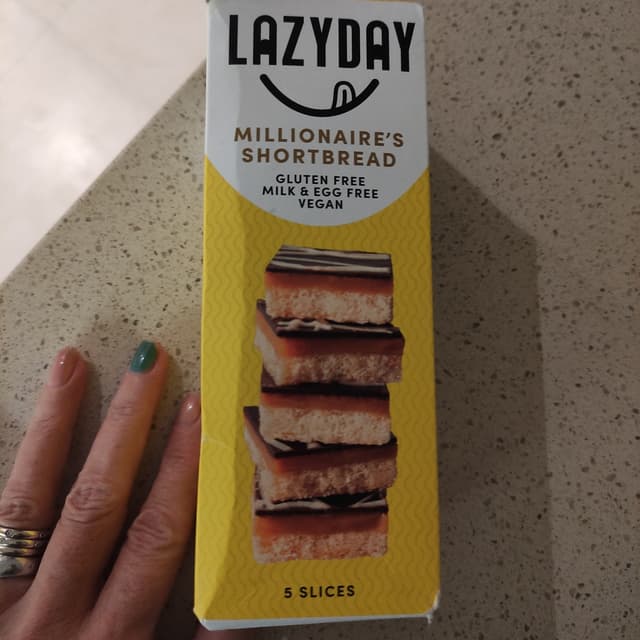 LAZYDAY
MILLIONAIRE'S
SHORTBREAD
GLUTEN FREE
MILK & EGG FREE
VEGAN
5 SLICES